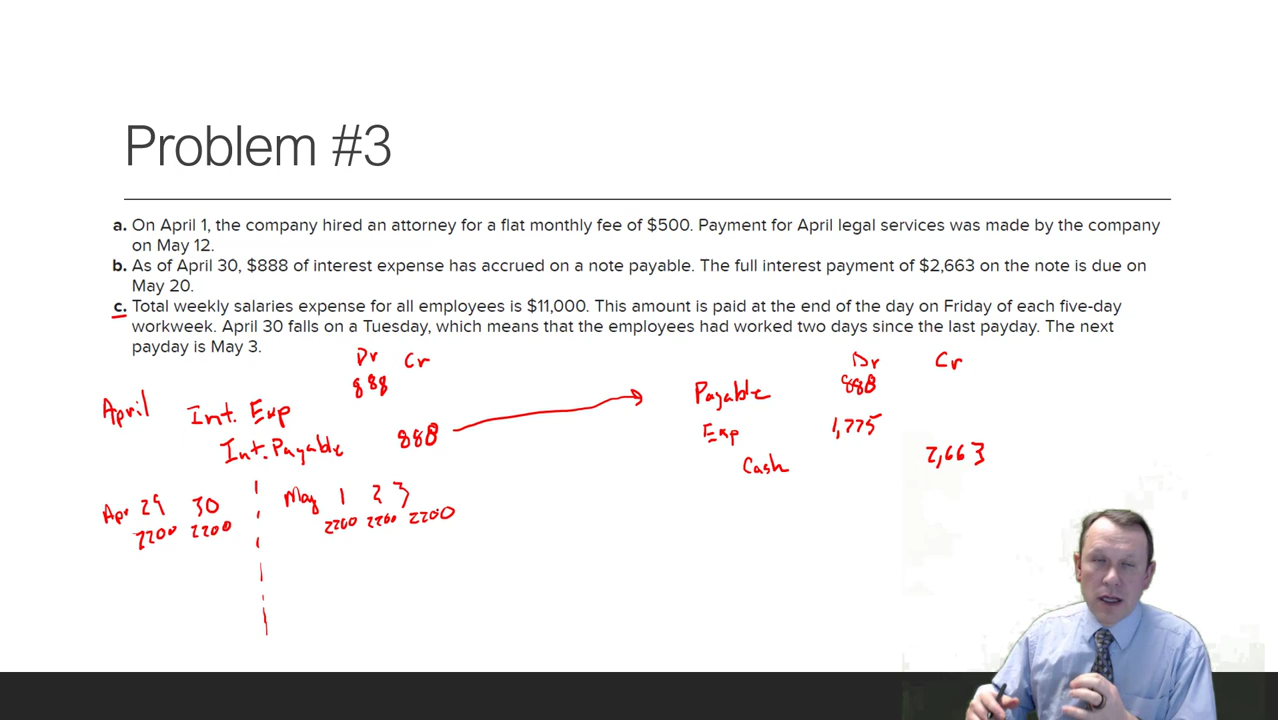 Problem #3
a. On April 1, the company hired an attorney for a flat monthly fee of $500. Payment for April legal services was made by the company
on May 12.
b. As of April 30, $888 of interest expense has accrued on a note payable. The full interest payment of $2,663 on the note is due on
May 20.
c. Total weekly salaries expense for all employees is $11,000. This amount is paid at the end of the day on Friday of each five-day
workweek. April 30 falls on a Tuesday, which means that the employees had worked two days since the last payday. The next
payday is May 3.
Dr Cr
888
April Int. Exp
Int. Payable 888
Dr Cr
Payable 888
Exp 1,775
Cash 2,663
Apr 29 30 May 1 2 3
2200 2200 2200 2200 2200